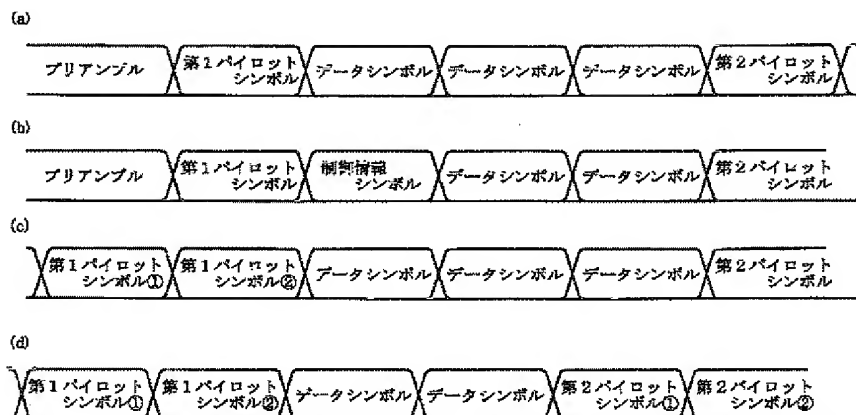 (a)
プリアンブル 第1パイロット データシンボル データシンボル データシンボル 第2パイロット
シンボル シンボル
(b)
プリアンブル 第1パイロット 制御情報 データシンボル データシンボル 第2パイロット
シンボル シンボル シンボル
(c)
第1パイロット 第1パイロット データシンボル データシンボル データシンボル 第2パイロット
シンボル① シンボル② シンボル
(d)
第1パイロット 第1パイロット データシンボル データシンボル 第2パイロット 第2パイロット
シンボル① シンボル② シンボル① シンボル②